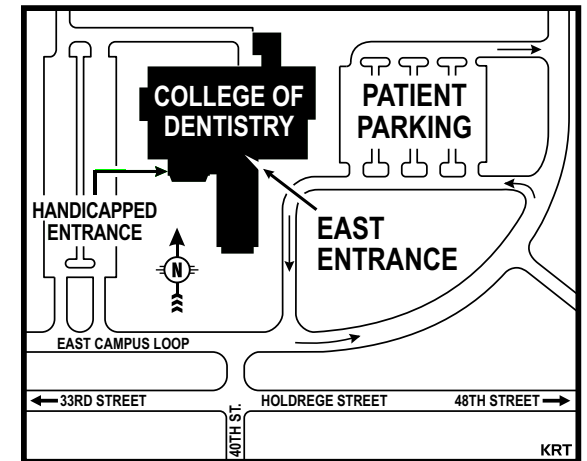 COLLEGE OF
DENTISTRY
PATIENT
PARKING
HANDICAPPED
ENTRANCE
EAST
ENTRANCE
N
EAST CAMPUS LOOP
33RD STREET
HOLDREGE STREET
48TH STREET
40TH ST.
KRT